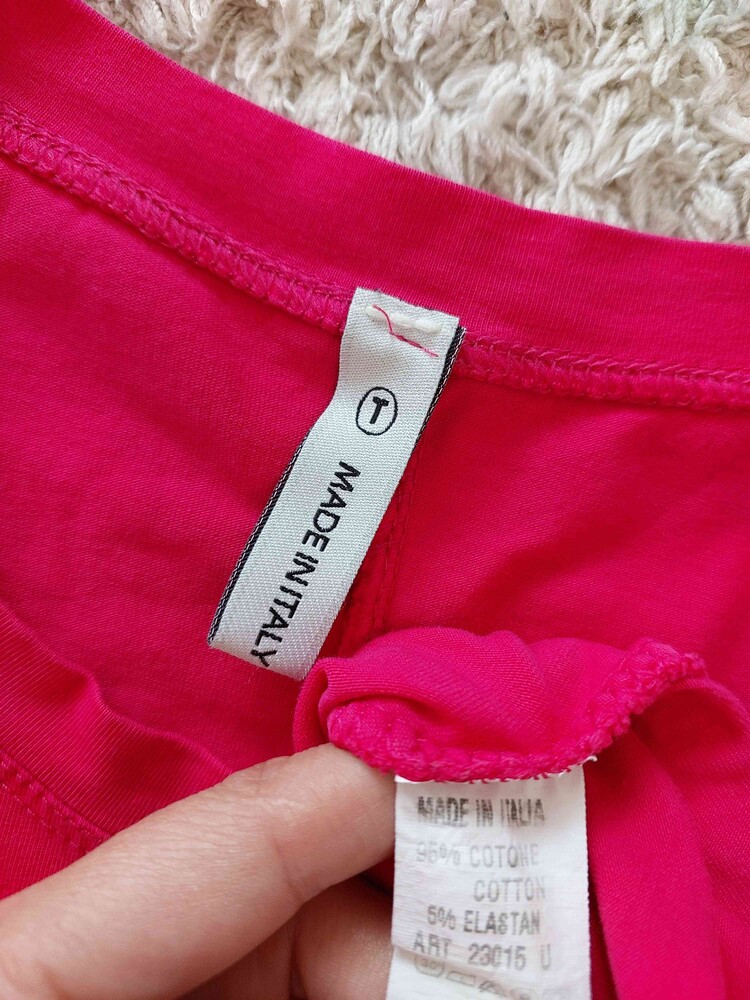 T
MADE IN ITALY
MADE IN ITALIA
95% COTONE
COTTON
5% ELASTAN
ART 23015 U